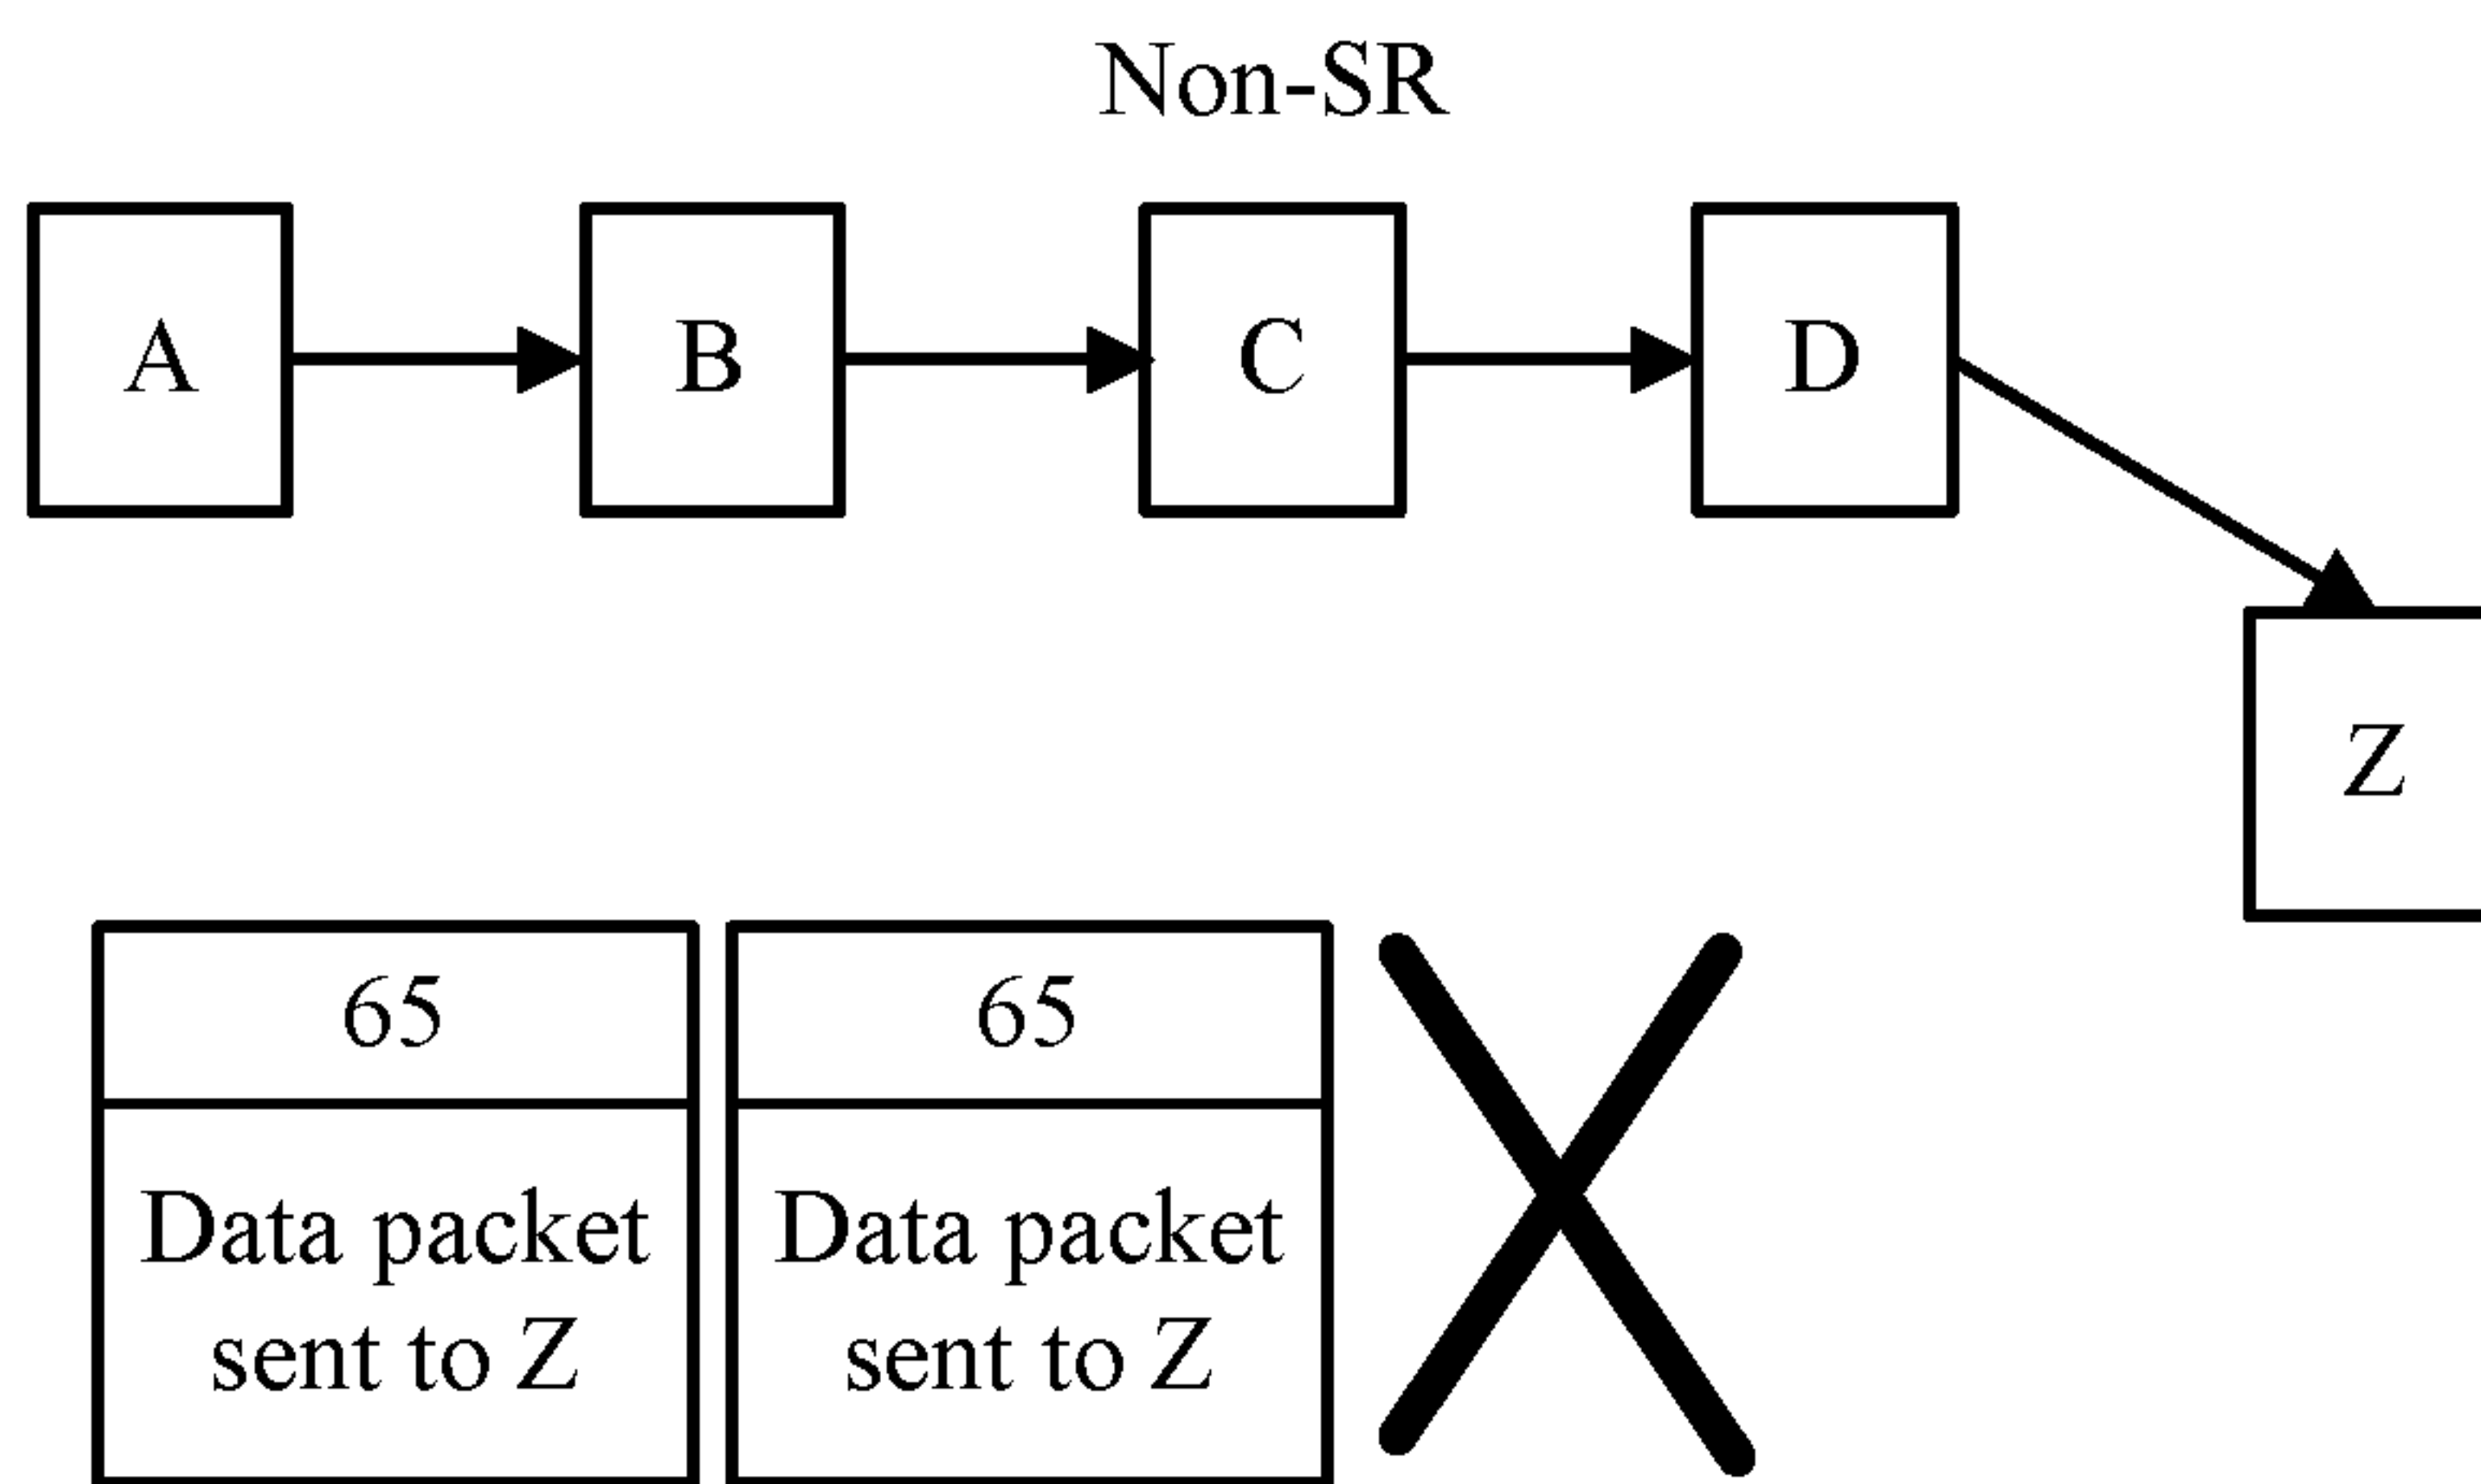 Non-SR
A
B
C
D
Z
65
Data packet
sent to Z
65
Data packet
sent to Z